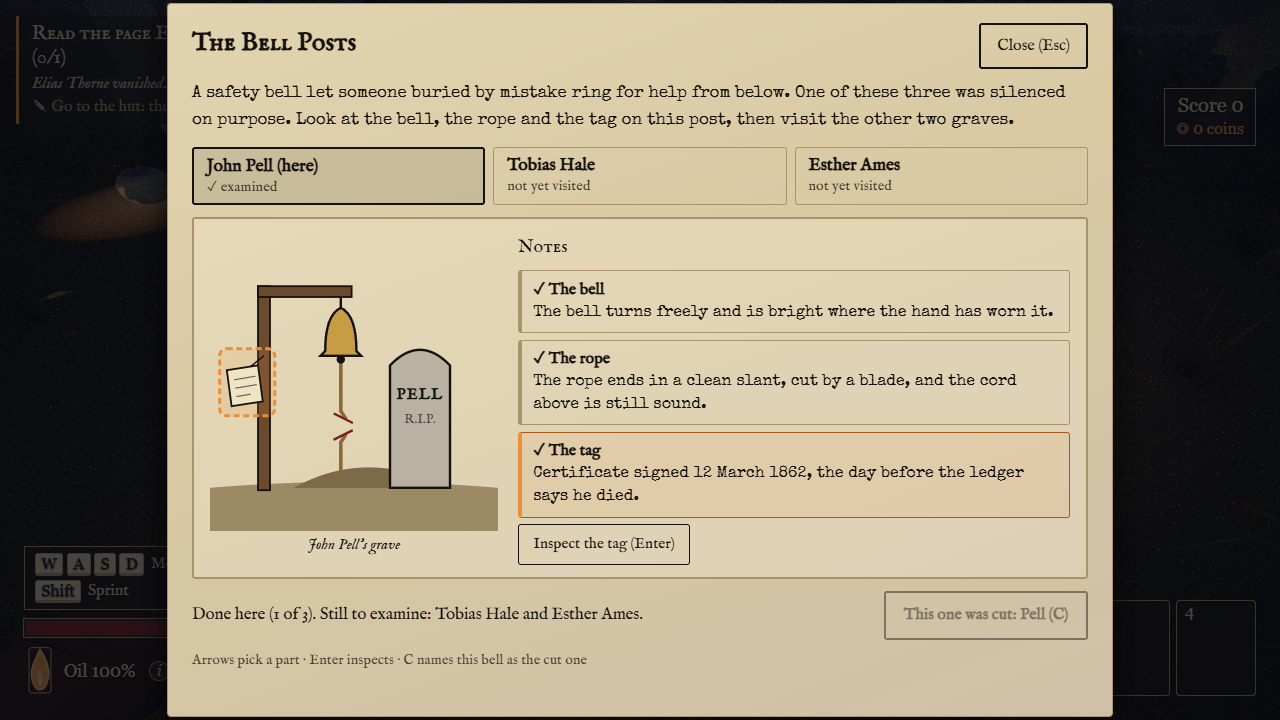 READ THE PAGE E
(0/1)
Elias Thorne vanished.
Go to the hut: tho
The Bell Posts
Close (Esc)
A safety bell let someone buried by mistake ring for help from below. One of these three was silenced
on purpose. Look at the bell, the rope and the tag on this post, then visit the other two graves.
John Pell (here)
✓ examined
Tobias Hale
not yet visited
Esther Ames
not yet visited
Score 0
0 coins
Notes
✓ The bell
The bell turns freely and is bright where the hand has worn it.
✓ The rope
The rope ends in a clean slant, cut by a blade, and the cord
above is still sound.
✓ The tag
Certificate signed 12 March 1862, the day before the ledger
says he died.
Inspect the tag (Enter)
PELL
R.I.P.
John Pell's grave
Done here (1 of 3). Still to examine: Tobias Hale and Esther Ames.
This one was cut: Pell (C)
Arrows pick a part · Enter inspects · C names this bell as the cut one
W A S D M
Shift Sprint
Oil 100% i
4